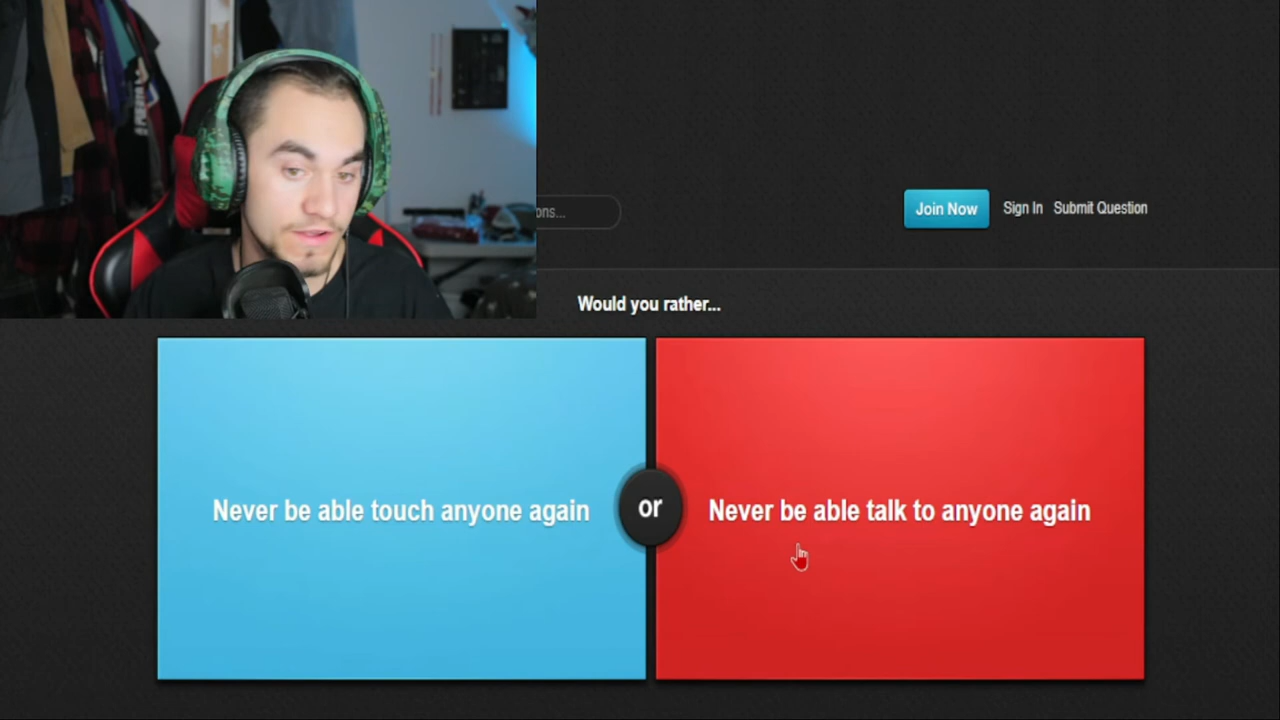 ons...
Join Now
Sign In
Submit Question
Would you rather...
Never be able touch anyone again
or
Never be able talk to anyone again